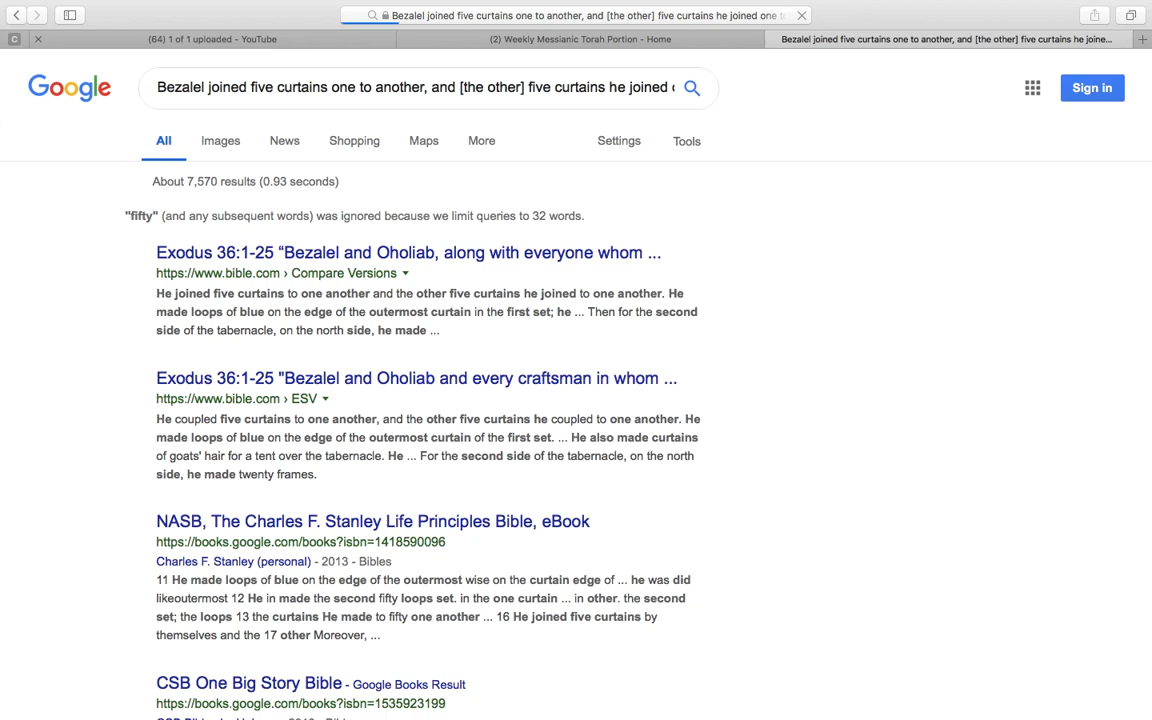 Bezalel joined five curtains one to another, and [the other] five curtains he joined one to
(64) 1 of 1 uploaded - YouTube
(2) Weekly Messianic Torah Portion - Home
Bezalel joined five curtains one to another, and [the other] five curtains he joine...
C
Google
Bezalel joined five curtains one to another, and [the other] five curtains he joined
Sign in
All Images News Shopping Maps More Settings Tools
About 7,570 results (0.93 seconds)
"fifty" (and any subsequent words) was ignored because we limit queries to 32 words.
Exodus 36:1-25 “Bezalel and Oholiab, along with everyone whom ...
https://www.bible.com › Compare Versions
He joined five curtains to one another and the other five curtains he joined to one another. He
made loops of blue on the edge of the outermost curtain in the first set; he ... Then for the second
side of the tabernacle, on the north side, he made ...
Exodus 36:1-25 "Bezalel and Oholiab and every craftsman in whom ...
https://www.bible.com › ESV
He coupled five curtains to one another, and the other five curtains he coupled to one another. He
made loops of blue on the edge of the outermost curtain of the first set. ... He also made curtains
of goats' hair for a tent over the tabernacle. He ... For the second side of the tabernacle, on the north
side, he made twenty frames.
NASB, The Charles F. Stanley Life Principles Bible, eBook
https://books.google.com/books?isbn=1418590096
Charles F. Stanley (personal) - 2013 - Bibles
11 He made loops of blue on the edge of the outermost wise on the curtain edge of ... he was did
likeoutermost 12 He in made the second fifty loops set. in the one curtain ... in other. the second
set; the loops 13 the curtains He made to fifty one another ... 16 He joined five curtains by
themselves and the 17 other Moreover, ...
CSB One Big Story Bible - Google Books Result
https://books.google.com/books?isbn=1535923199